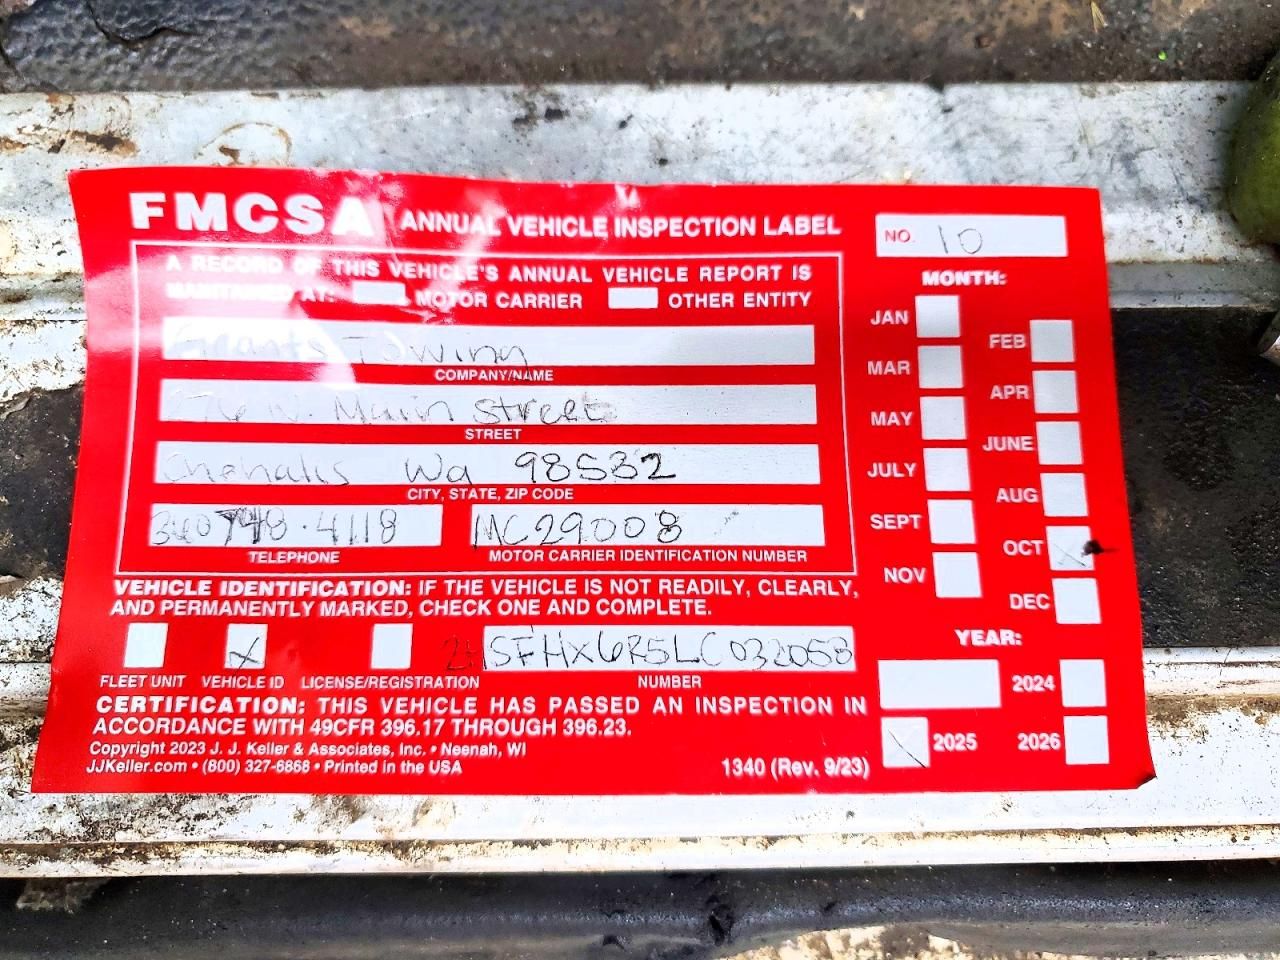 FMCSA ANNUAL VEHICLE INSPECTION LABEL
NO. 10
A RECORD OF THIS VEHICLE'S ANNUAL VEHICLE REPORT IS
MAINTAINED AT: MOTOR CARRIER OTHER ENTITY
Grants Towing
COMPANY/NAME
N. Main Street
STREET
Chehalis Wa 98532
CITY, STATE, ZIP CODE
360 748-4118
TELEPHONE
MC29008
MOTOR CARRIER IDENTIFICATION NUMBER
VEHICLE IDENTIFICATION: IF THE VEHICLE IS NOT READILY, CLEARLY,
AND PERMANENTLY MARKED, CHECK ONE AND COMPLETE.
FLEET UNIT
X
VEHICLE ID
LICENSE/REGISTRATION
NUMBER
CERTIFICATION: THIS VEHICLE HAS PASSED AN INSPECTION IN
ACCORDANCE WITH 49CFR 396.17 THROUGH 396.23.
Copyright 2023 J. J. Keller & Associates, Inc. • Neenah, WI
JJKeller.com • (800) 327-6868 • Printed in the USA
1340 (Rev. 9/23)
MONTH:
JAN
FEB
MAR
APR
MAY
JUNE
JULY
AUG
SEPT
OCT X
NOV
DEC
YEAR:
2024
X 2025
2026